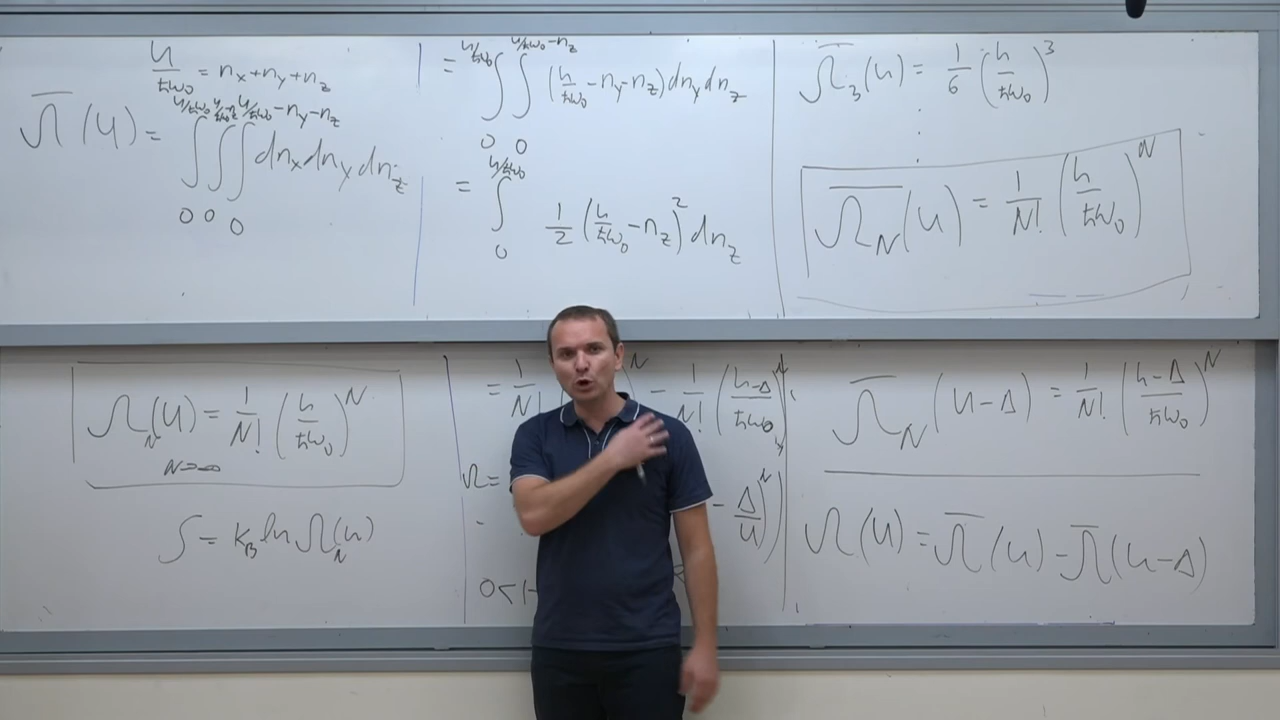 u/ħω₀ = n_x+n_y+n_z
Ω̅(U) = ∫₀^{u/ħω₀} ∫₀^{u/ħω₀-n_z} ∫₀^{u/ħω₀-n_y-n_z} dn_x dn_y dn_z
= ∫₀^{u/ħω₀} ∫₀^{u/ħω₀-n_z} (u/ħω₀ - n_y - n_z) dn_y dn_z
= ∫₀^{u/ħω₀} 1/2 (u/ħω₀ - n_z)² dn_z
Ω̅₃(u) = 1/6 (u/ħω₀)³
⋮
Ω̅_N(u) = 1/N! (u/ħω₀)^N
Ω_N(U) = 1/N! (u/ħω₀)^N
N→∞
S = k_B ln Ω_N(u)
= 1/N! )^N - 1/N! (u-Δ/ħω₀)
Ω=
- Δ/U)^N)
0<1-
Ω̅_N(u-Δ) = 1/N! (u-Δ/ħω₀)^N
Ω(U) = Ω̅(u) - Ω̅(u-Δ)